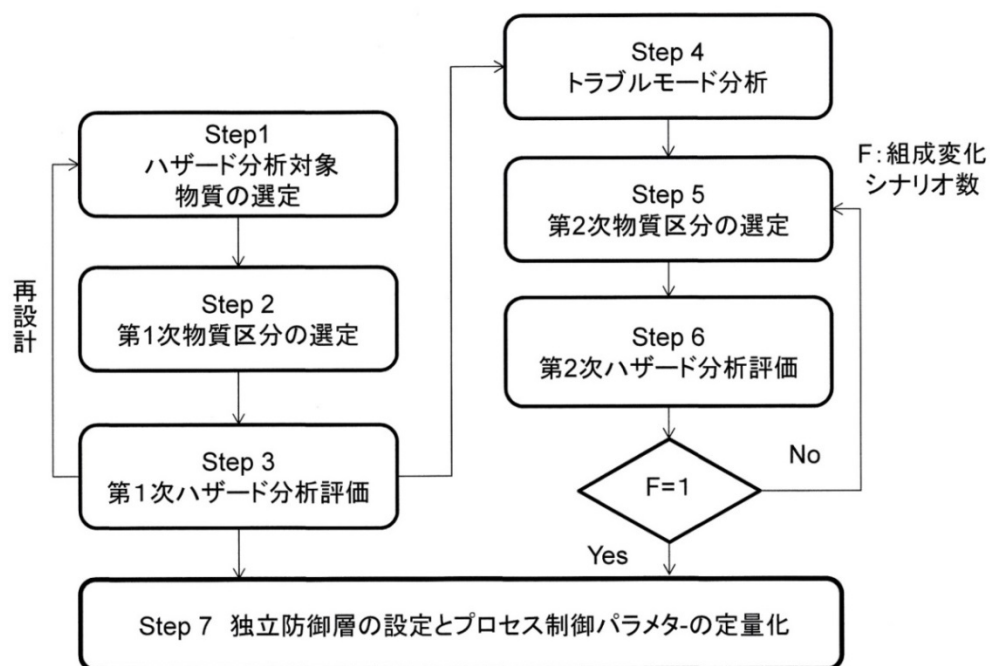 Step1
ハザード分析対象
物質の選定
Step 2
第1次物質区分の選定
Step 3
第1次ハザード分析評価
再設計
Step 4
トラブルモード分析
Step 5
第2次物質区分の選定
F:組成変化
シナリオ数
Step 6
第2次ハザード分析評価
F=1
No
Yes
Step 7 独立防御層の設定とプロセス制御パラメタ-の定量化